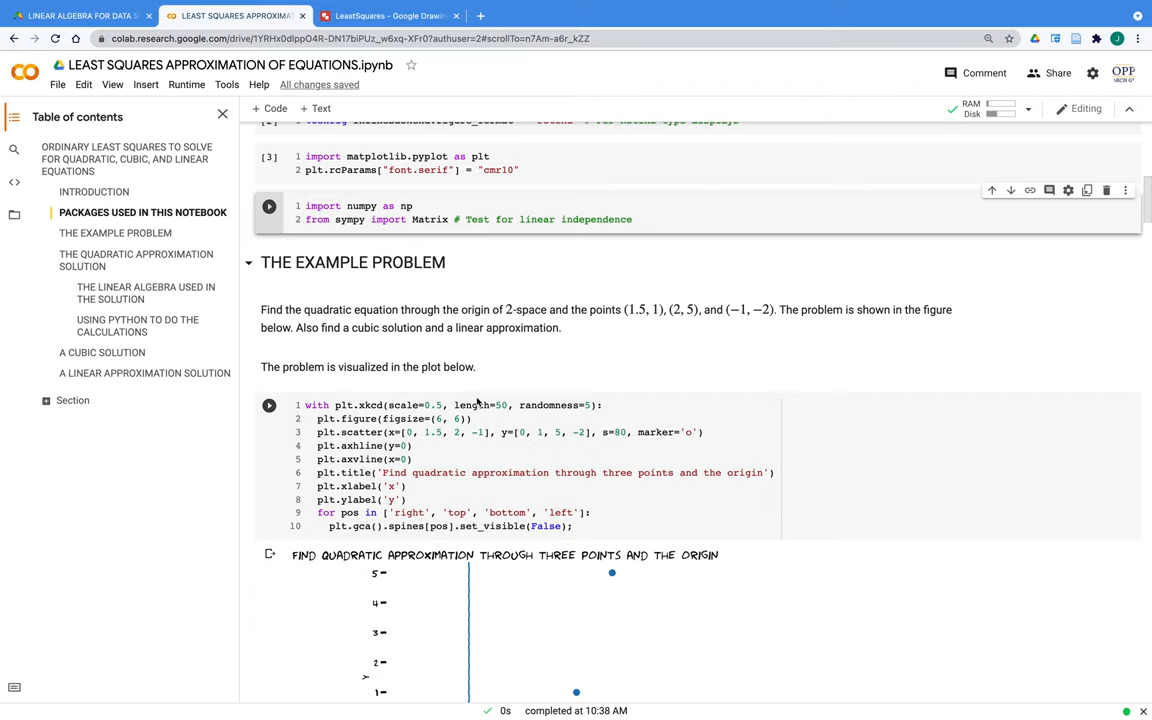 LINEAR ALGEBRA FOR DATA S
LEAST SQUARES APPROXIMAT
LeastSquares - Google Drawin
colab.research.google.com/drive/1YRHx0dlppO4R-DN17biPUz_w6xq-XFr0?authuser=2#scrollTo=n7Am-a6r_kZZ
LEAST SQUARES APPROXIMATION OF EQUATIONS.ipynb
Comment Share OPP
File Edit View Insert Runtime Tools Help All changes saved
Table of contents
+ Code + Text
RAM
Disk
Editing
ORDINARY LEAST SQUARES TO SOLVE
FOR QUADRATIC, CUBIC, AND LINEAR
EQUATIONS
INTRODUCTION
PACKAGES USED IN THIS NOTEBOOK
THE EXAMPLE PROBLEM
THE QUADRATIC APPROXIMATION
SOLUTION
THE LINEAR ALGEBRA USED IN
THE SOLUTION
USING PYTHON TO DO THE
CALCULATIONS
A CUBIC SOLUTION
A LINEAR APPROXIMATION SOLUTION
Section
[3] 1 import matplotlib.pyplot as plt
2 plt.rcParams["font.serif"] = "cmr10"
1 import numpy as np
2 from sympy import Matrix # Test for linear independence
THE EXAMPLE PROBLEM
Find the quadratic equation through the origin of 2-space and the points (1.5, 1), (2, 5), and (−1, −2). The problem is shown in the figure
below. Also find a cubic solution and a linear approximation.
The problem is visualized in the plot below.
1 with plt.xkcd(scale=0.5, length=50, randomness=5):
2 plt.figure(figsize=(6, 6))
3 plt.scatter(x=[0, 1.5, 2, -1], y=[0, 1, 5, -2], s=80, marker='o')
4 plt.axhline(y=0)
5 plt.axvline(x=0)
6 plt.title('Find quadratic approximation through three points and the origin')
7 plt.xlabel('x')
8 plt.ylabel('y')
9 for pos in ['right', 'top', 'bottom', 'left']:
10 plt.gca().spines[pos].set_visible(False);
FIND QUADRATIC APPROXIMATION THROUGH THREE POINTS AND THE ORIGIN
5
4
3
2
Y
1
0s completed at 10:38 AM